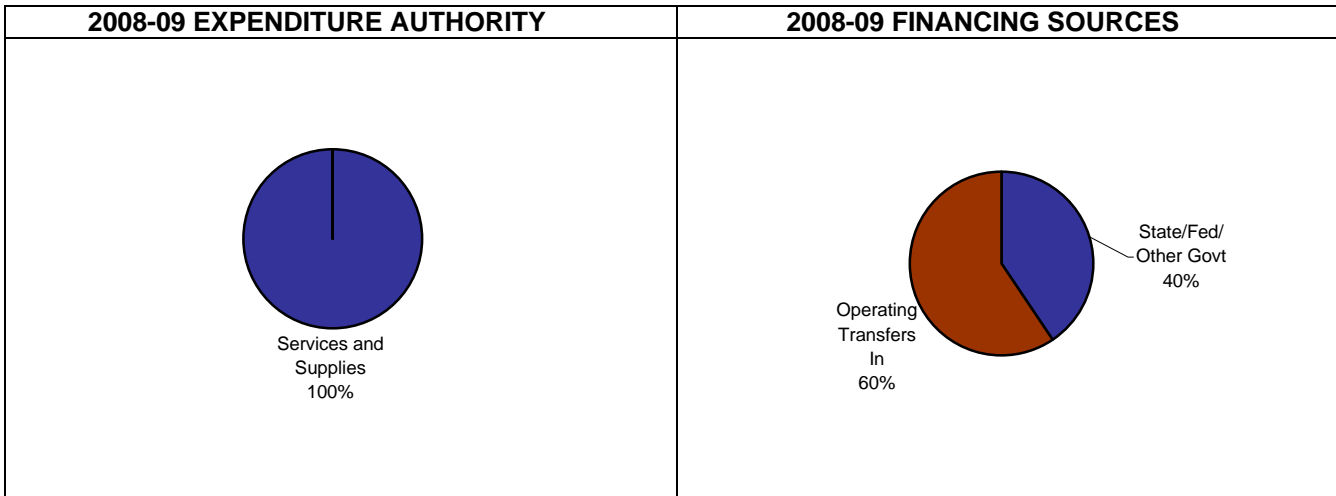 2008-09 EXPENDITURE AUTHORITY
Services and
Supplies
100%
2008-09 FINANCING SOURCES
State/Fed/
Other Govt
40%
Operating
Transfers
In
60%